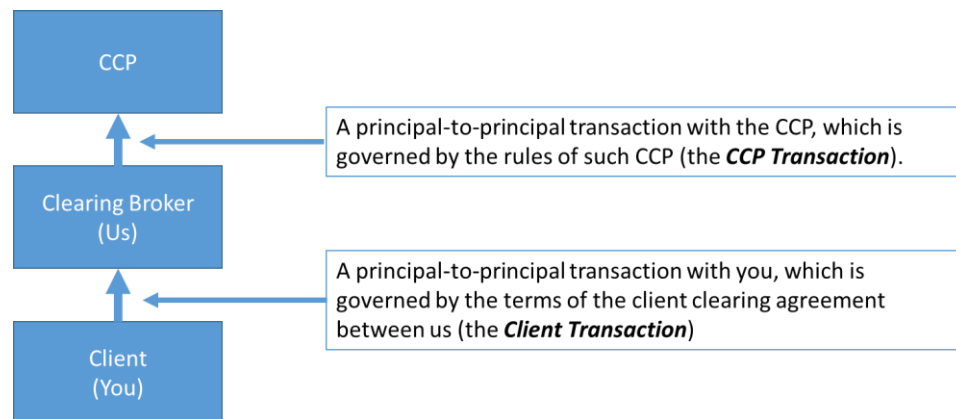 CCP
A principal-to-principal transaction with the CCP, which is
governed by the rules of such CCP (the CCP Transaction).
Clearing Broker
(Us)
A principal-to-principal transaction with you, which is
governed by the terms of the client clearing agreement
between us (the Client Transaction)
Client
(You)